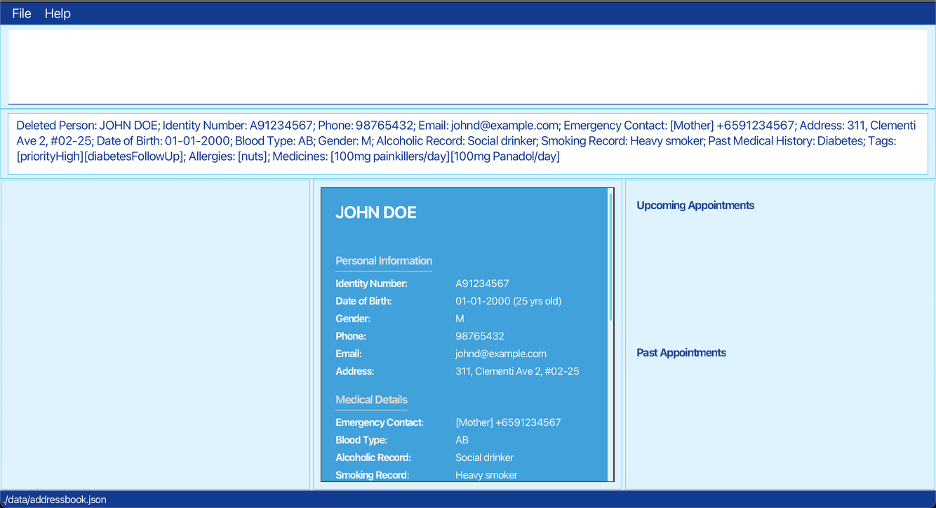 File Help
Deleted Person: JOHN DOE; Identity Number: A91234567; Phone: 98765432; Email: johnd@example.com; Emergency Contact: [Mother] +6591234567; Address: 311, Clementi
Ave 2, #02-25; Date of Birth: 01-01-2000; Blood Type: AB; Gender: M; Alcoholic Record: Social drinker; Smoking Record: Heavy smoker; Past Medical History: Diabetes; Tags:
[priorityHigh][diabetesFollowUp]; Allergies: [nuts]; Medicines: [100mg painkillers/day][100mg Panadol/day]
JOHN DOE
Personal Information
Identity Number: A91234567
Date of Birth: 01-01-2000 (25 yrs old)
Gender: M
Phone: 98765432
Email: johnd@example.com
Address: 311, Clementi Ave 2, #02-25
Medical Details
Emergency Contact: [Mother] +6591234567
Blood Type: AB
Alcoholic Record: Social drinker
Smoking Record: Heavy smoker
Upcoming Appointments
Past Appointments
./data/addressbook.json